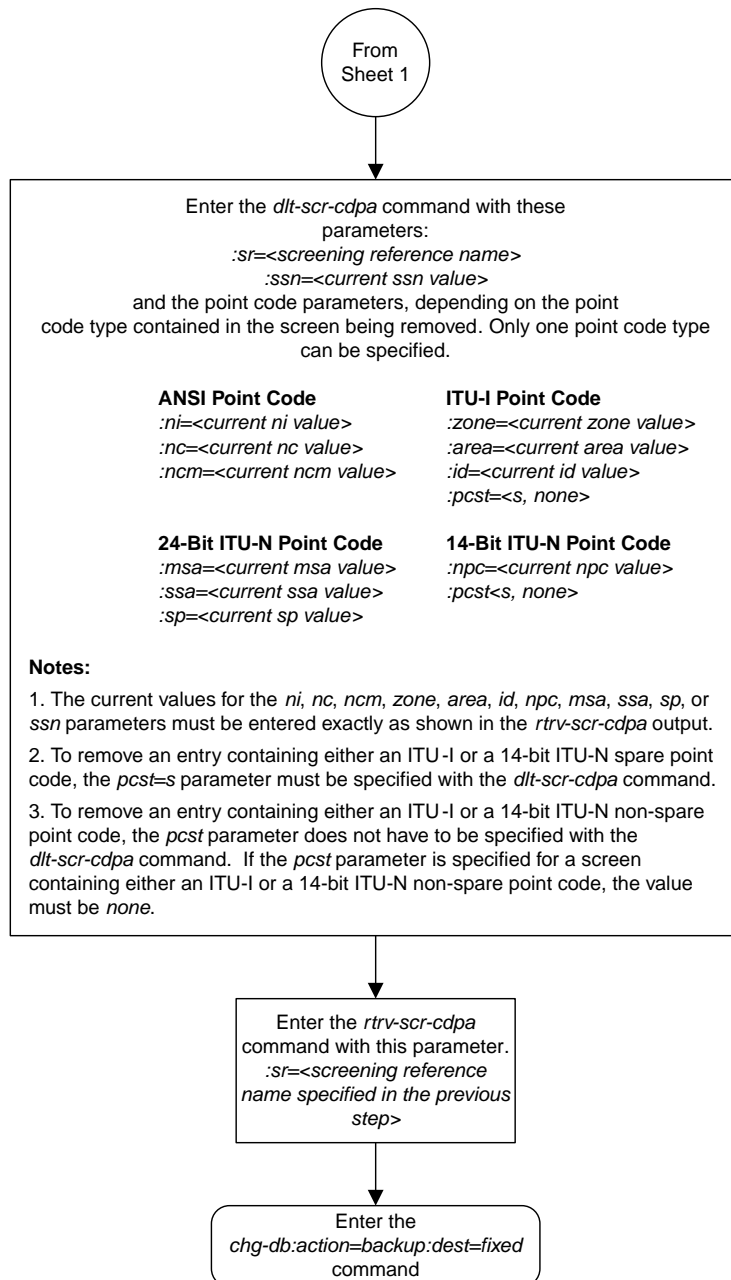 From
Sheet 1
Enter the dlt-scr-cdpa command with these
parameters:
:sr=<screening reference name>
:ssn=<current ssn value>
and the point code parameters, depending on the point
code type contained in the screen being removed. Only one point code type
can be specified.
ANSI Point Code
:ni=<current ni value>
:nc=<current nc value>
:ncm=<current ncm value>
ITU-I Point Code
:zone=<current zone value>
:area=<current area value>
:id=<current id value>
:pcst=<s, none>
24-Bit ITU-N Point Code
:msa=<current msa value>
:ssa=<current ssa value>
:sp=<current sp value>
14-Bit ITU-N Point Code
:npc=<current npc value>
:pcst<s, none>
Notes:
1. The current values for the ni, nc, ncm, zone, area, id, npc, msa, ssa, sp, or
ssn parameters must be entered exactly as shown in the rtrv-scr-cdpa output.
2. To remove an entry containing either an ITU-I or a 14-bit ITU-N spare point
code, the pcst=s parameter must be specified with the dlt-scr-cdpa command.
3. To remove an entry containing either an ITU-I or a 14-bit ITU-N non-spare
point code, the pcst parameter does not have to be specified with the
dlt-scr-cdpa command. If the pcst parameter is specified for a screen
containing either an ITU-I or a 14-bit ITU-N non-spare point code, the value
must be none.
Enter the rtrv-scr-cdpa
command with this parameter.
:sr=<screening reference
name specified in the previous
step>
Enter the
chg-db:action=backup:dest=fixed
command